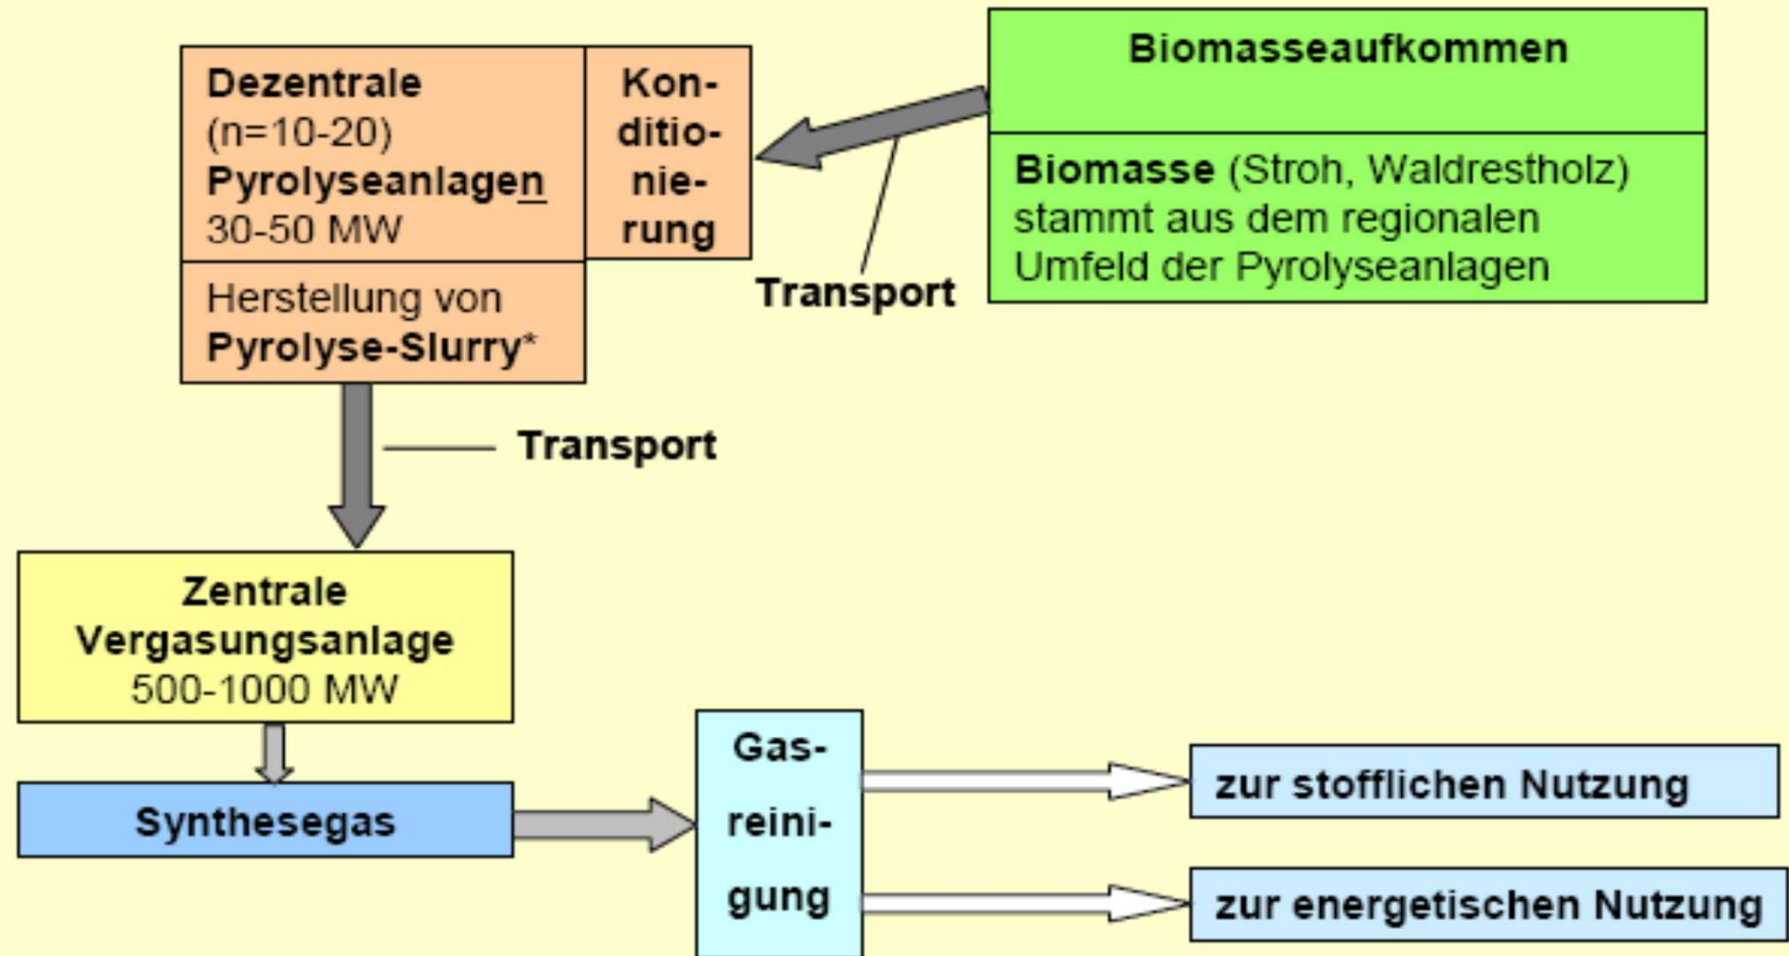 Dezentrale
(n=10-20)
Pyrolyseanlagen
30-50 MW
Kon-
ditio-
nie-
rung
Herstellung von
Pyrolyse-Slurry*
Biomasseaufkommen
Biomasse (Stroh, Waldrestholz)
stammt aus dem regionalen
Umfeld der Pyrolyseanlagen
Transport
Transport
Zentrale
Vergasungsanlage
500-1000 MW
Synthesegas
Gas-
reini-
gung
zur stofflichen Nutzung
zur energetischen Nutzung